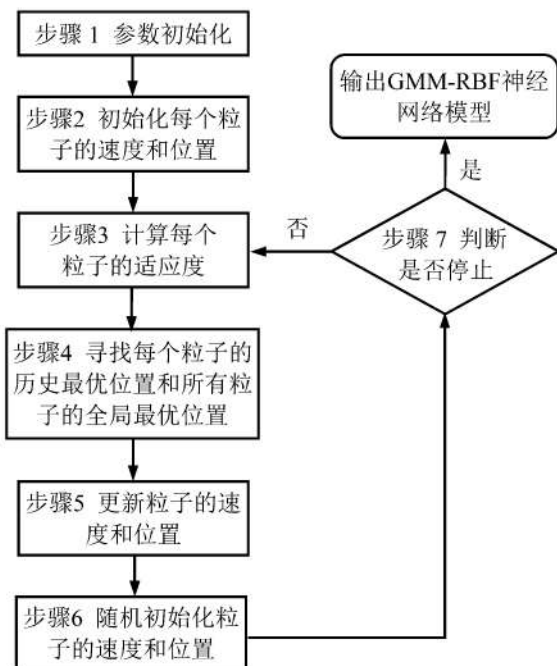 步骤 1 参数初始化
步骤2 初始化每个粒
子的速度和位置
步骤3 计算每个
粒子的适应度
步骤4 寻找每个粒子的
历史最优位置和所有粒
子的全局最优位置
步骤5 更新粒子的速
度和位置
步骤6 随机初始化粒
子的速度和位置
步骤 7 判断
是否停止
否
是
输出GMM-RBF神经
网络模型